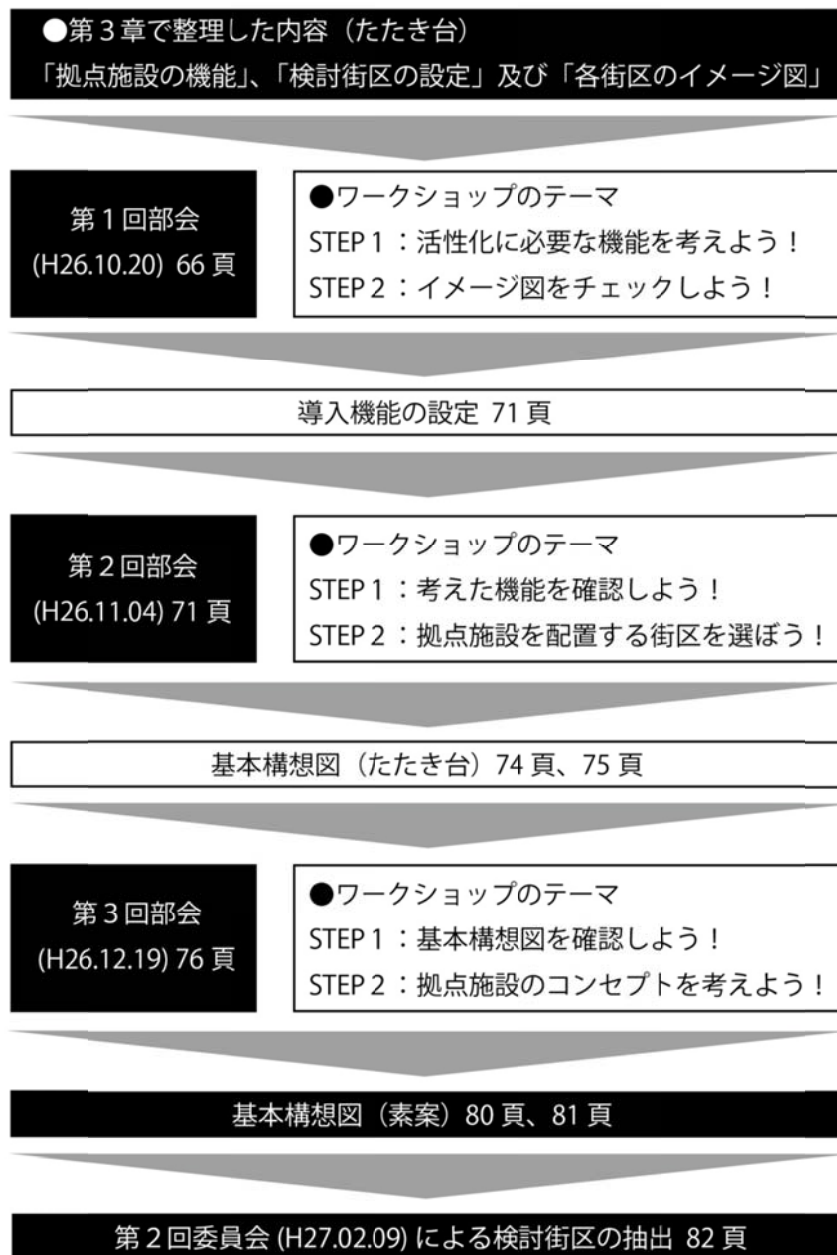 ●第３章で整理した内容（たたき台）
「拠点施設の機能」、「検討街区の設定」及び「各街区のイメージ図」
第１回部会
(H26.10.20) 66 頁
●ワークショップのテーマ
STEP 1 ：活性化に必要な機能を考えよう！
STEP 2 ：イメージ図をチェックしよう！
導入機能の設定 71 頁
第２回部会
(H26.11.04) 71 頁
●ワークショップのテーマ
STEP 1 ：考えた機能を確認しよう！
STEP 2 ：拠点施設を配置する街区を選ぼう！
基本構想図（たたき台）74 頁、75 頁
第３回部会
(H26.12.19) 76 頁
●ワークショップのテーマ
STEP 1 ：基本構想図を確認しよう！
STEP 2 ：拠点施設のコンセプトを考えよう！
基本構想図（素案）80 頁、81 頁
第２回委員会 (H27.02.09) による検討街区の抽出 82 頁